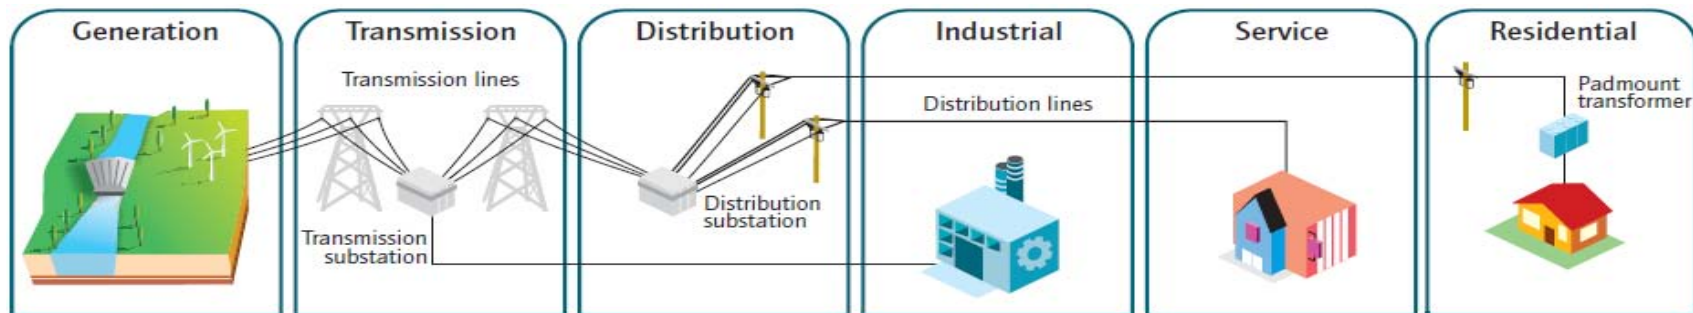 Generation
Transmission
Distribution
Industrial
Service
Residential
Transmission lines
Distribution lines
Padmount
transformer
Distribution
substation
Transmission
substation